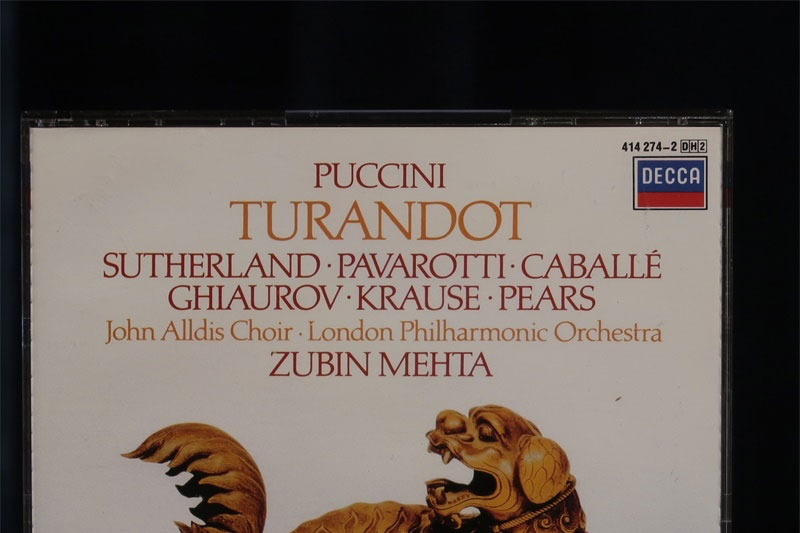 414 274-2 DH2
DECCA
PUCCINI
TURANDOT
SUTHERLAND · PAVAROTTI · CABALLÉ
GHIAUROV · KRAUSE · PEARS
John Alldis Choir · London Philharmonic Orchestra
ZUBIN MEHTA